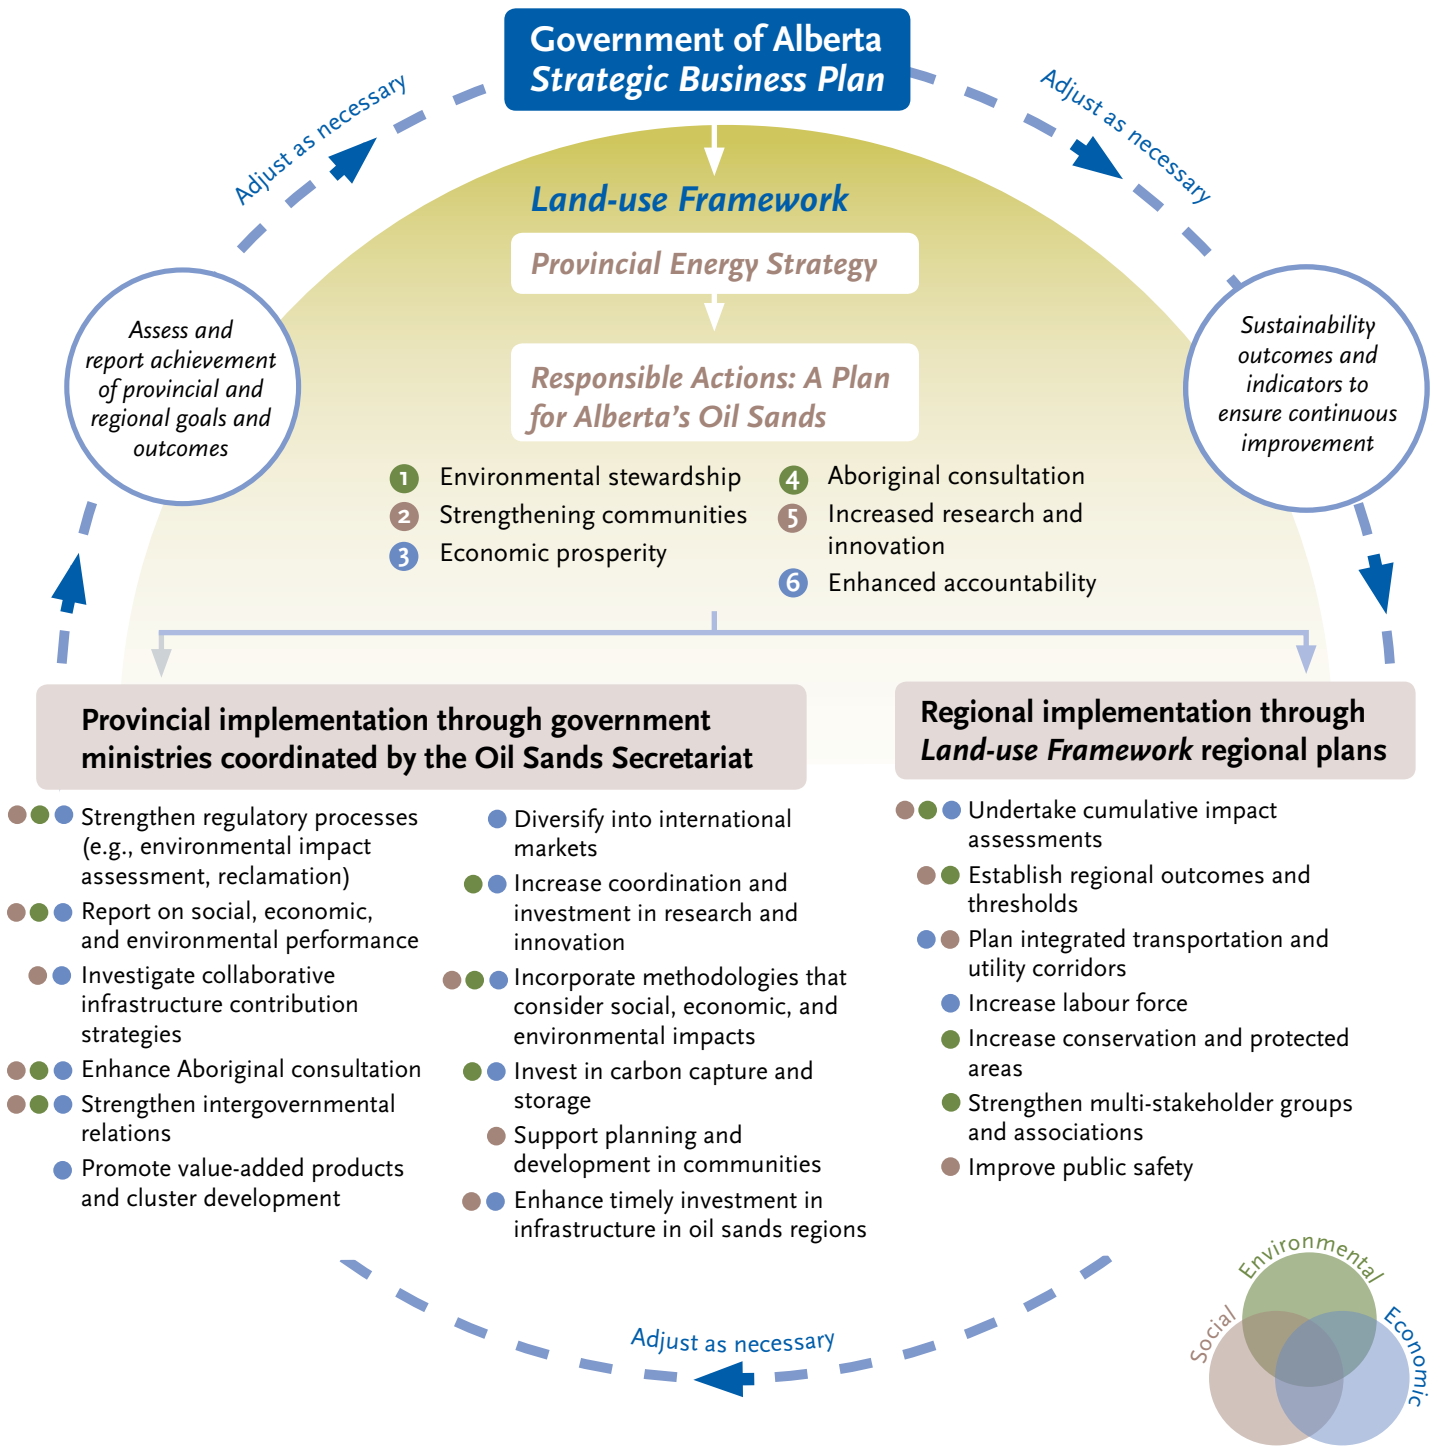 Government of Alberta
Strategic Business Plan
Adjust as necessary
Adjust as necessary
Land-use Framework
Provincial Energy Strategy
Responsible Actions: A Plan
for Alberta's Oil Sands
Assess and
report achievement
of provincial and
regional goals and
outcomes
Sustainability
outcomes and
indicators to
ensure continuous
improvement
1 Environmental stewardship
2 Strengthening communities
3 Economic prosperity
4 Aboriginal consultation
5 Increased research and
innovation
6 Enhanced accountability
Provincial implementation through government
ministries coordinated by the Oil Sands Secretariat
Strengthen regulatory processes
(e.g., environmental impact
assessment, reclamation)
Report on social, economic,
and environmental performance
Investigate collaborative
infrastructure contribution
strategies
Enhance Aboriginal consultation
Strengthen intergovernmental
relations
Promote value-added products
and cluster development
Diversify into international
markets
Increase coordination and
investment in research and
innovation
Incorporate methodologies that
consider social, economic, and
environmental impacts
Invest in carbon capture and
storage
Support planning and
development in communities
Enhance timely investment in
infrastructure in oil sands regions
Regional implementation through
Land-use Framework regional plans
Undertake cumulative impact
assessments
Establish regional outcomes and
thresholds
Plan integrated transportation and
utility corridors
Increase labour force
Increase conservation and protected
areas
Strengthen multi-stakeholder groups
and associations
Improve public safety
Adjust as necessary
Environmental
Social
Economic